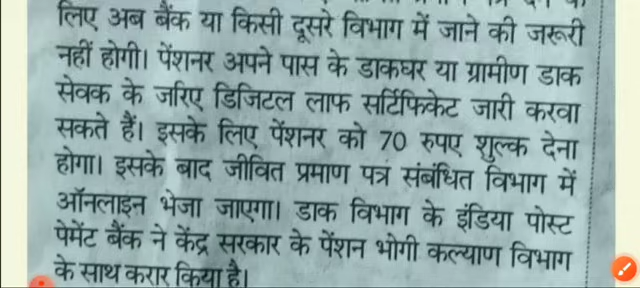 लिए अब बैंक या किसी दूसरे विभाग में जाने की जरूरी
नहीं होगी। पेंशनर अपने पास के डाकघर या ग्रामीण डाक
सेवक के जरिए डिजिटल लाफ सर्टिफिकेट जारी करवा
सकते हैं। इसके लिए पेंशनर को 70 रुपए शुल्क देना
होगा। इसके बाद जीवित प्रमाण पत्र संबंधित विभाग में
ऑनलाइन भेजा जाएगा। डाक विभाग के इंडिया पोस्ट
पेमेंट बैंक ने केंद्र सरकार के पेंशन भोगी कल्याण विभाग
के साथ करार किया है।